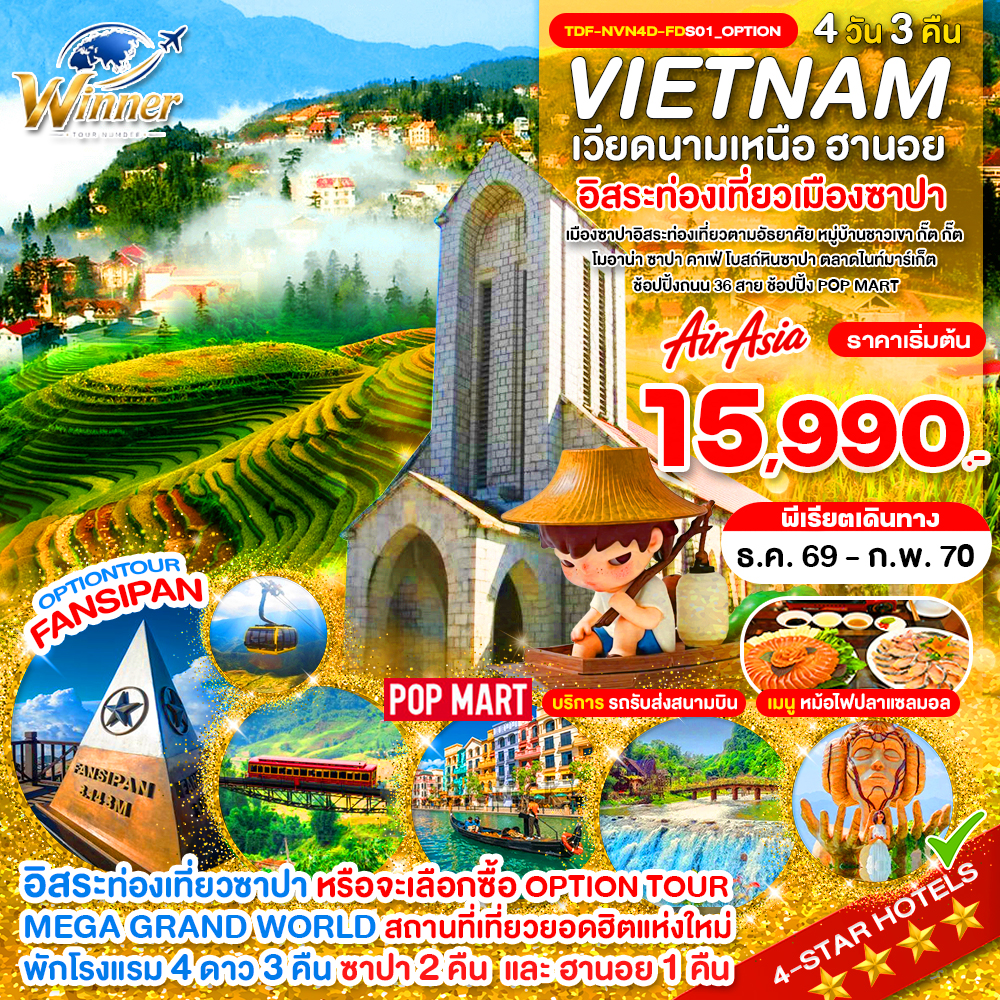 Winner
TOUR NUMBER
TDF-NVN4D-FDS01_OPTION
4 วัน 3 คืน
VIETNAM
เวียดนามเหนือ ฮานอย
อิสระท่องเที่ยวเมืองซาปา
เมืองซาปาอิสระท่องเที่ยวตามอัธยาศัย หมู่บ้านชาวเขา ก๊ต ก๊ต
โมอาน่า ซาปา คาเฟ่ โบสถ์หินซาปา ตลาดไนท์มาร์เก็ต
ช้อปปิ้งถนน 36 สาย ช้อปปิ้ง POP MART
AirAsia
ราคาเริ่มต้น
15,990.-
พีเรียตเดินทาง
ธ.ค. 69 - ก.พ. 70
OPTIONTOUR
FANSIPAN
FANSIPAN
3.143M
POP MART
บริการ รถรับส่งสนามบิน
เมนู หม้อไฟปลาแซลมอล
อิสระท่องเที่ยวซาปา หรือจะเลือกซื้อ OPTION TOUR
MEGA GRAND WORLD สถานที่เที่ยวยอดฮิตแห่งใหม่
พักโรงแรม 4 ดาว 3 คืน ซาปา 2 คืน และ ฮานอย 1 คืน
4-STAR HOTELS